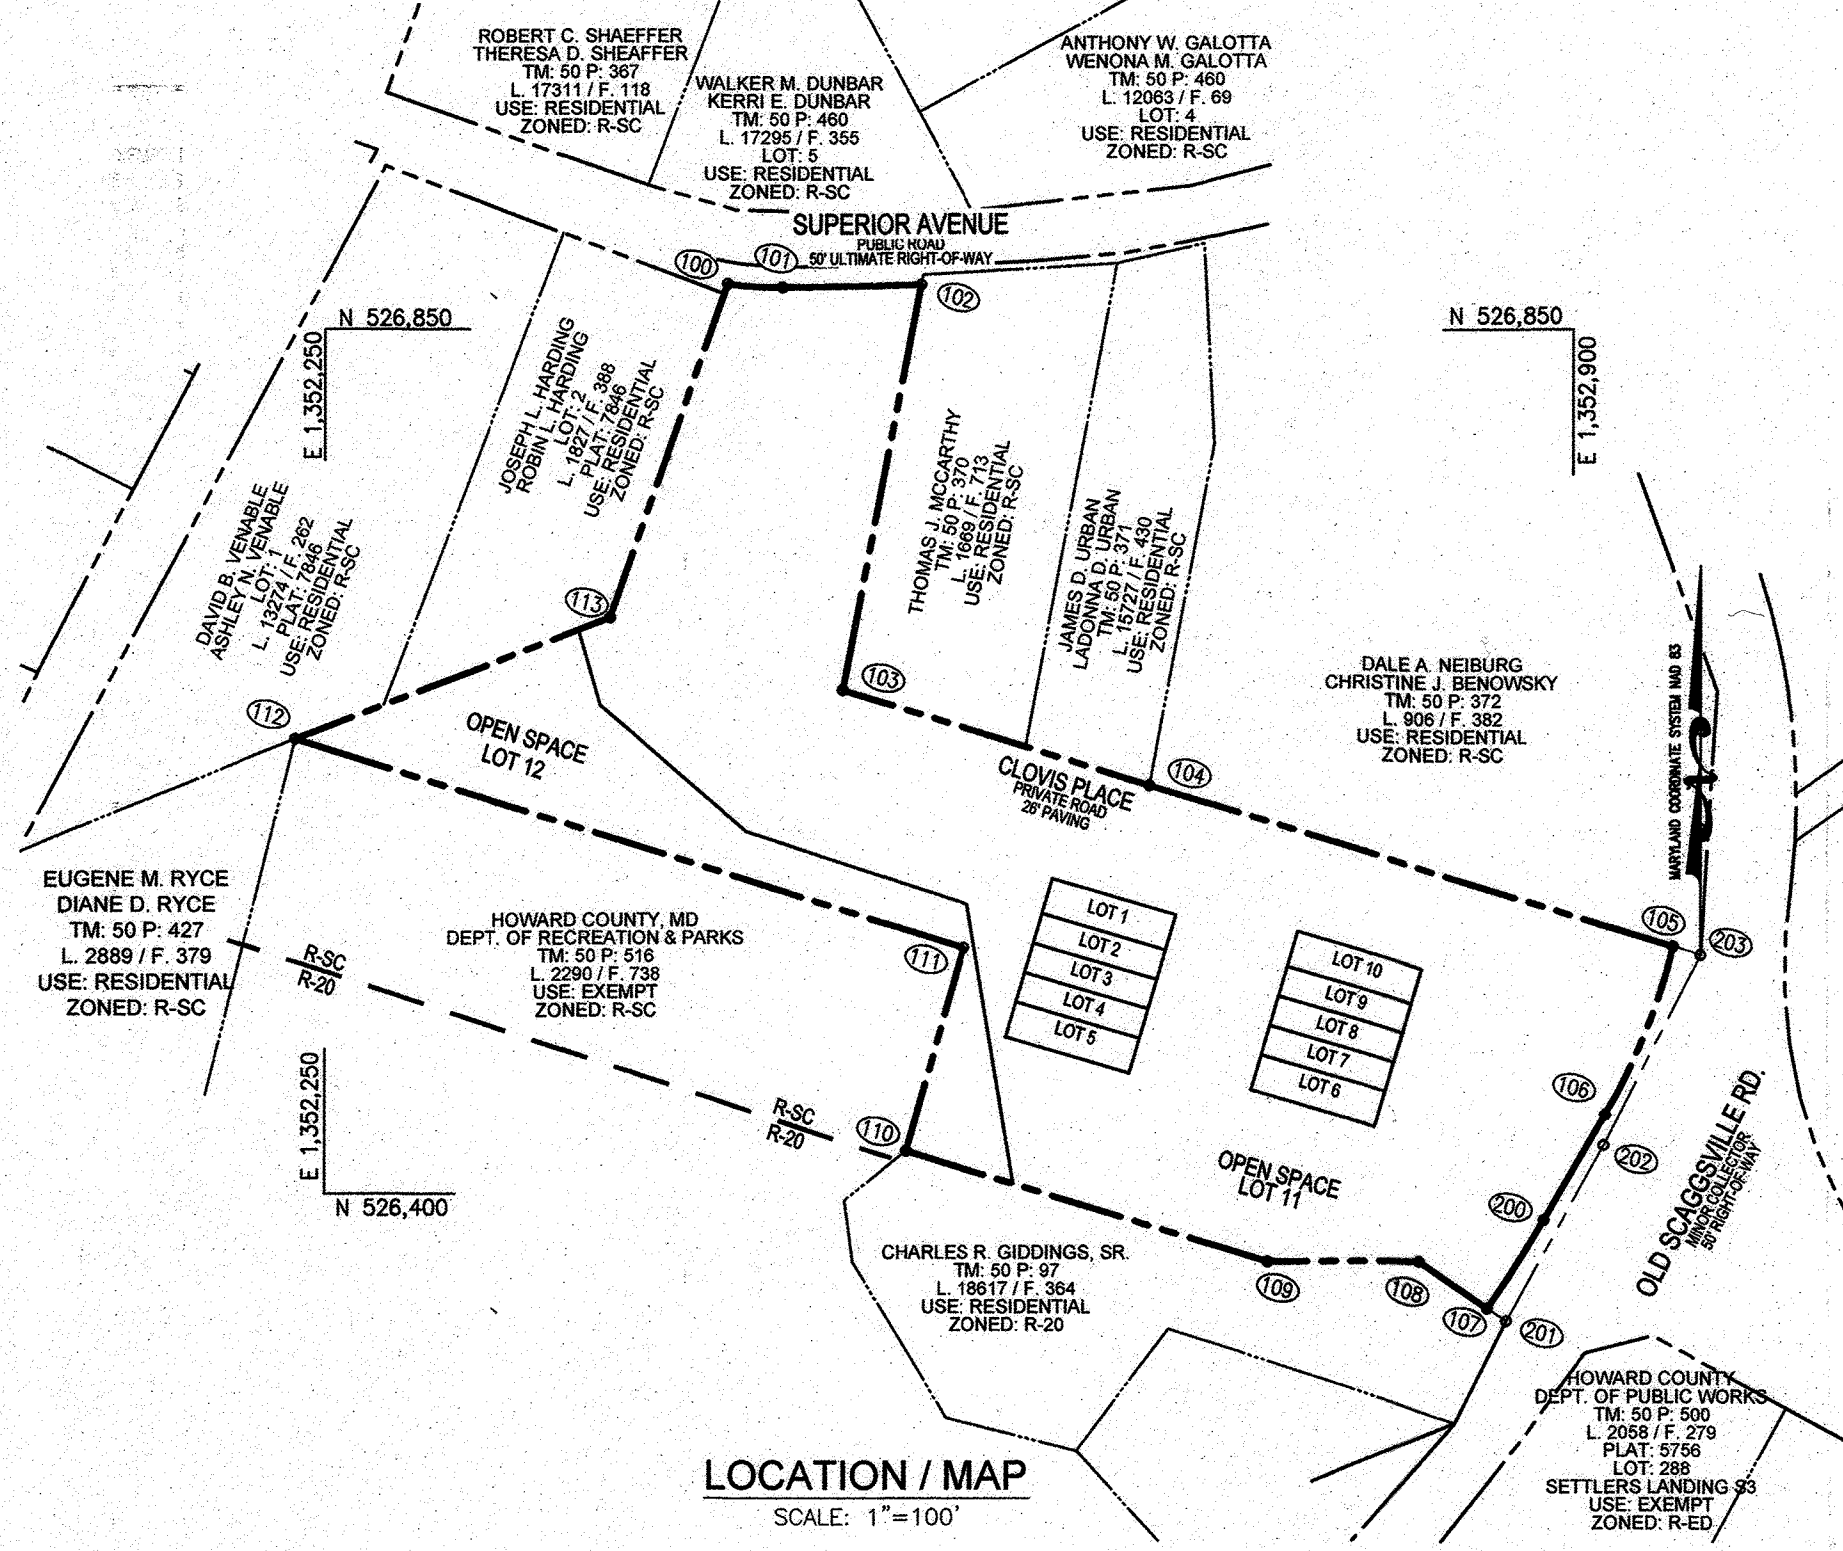 ROBERT C. SHAEFFER
THERESA D. SHEAFFER
TM: 50 P: 367
L. 17311 / F. 118
USE: RESIDENTIAL
ZONED: R-SC
WALKER M. DUNBAR
KERRI E. DUNBAR
TM: 50 P: 460
L. 17295 / F. 355
LOT: 5
USE: RESIDENTIAL
ZONED: R-SC
ANTHONY W. GALOTTA
WENONA M. GALOTTA
TM: 50 P: 460
L. 12063 / F. 69
LOT: 4
USE: RESIDENTIAL
ZONED: R-SC
SUPERIOR AVENUE
PUBLIC ROAD
50' ULTIMATE RIGHT-OF-WAY
100
101
102
N 526,850
E 1,352,250
N 526,850
E 1,352,900
JOSEPH L. HARDING
ROBIN L. HARDING
LOT: 2
L. 1827 / F. 388
PLAT: 7846
USE: RESIDENTIAL
ZONED: R-SC
DAVID B. VENABLE
ASHLEY N. VENABLE
LOT: 1
L. 13274 / F. 262
PLAT: 7846
USE: RESIDENTIAL
ZONED: R-SC
THOMAS J. MCCARTHY
TM: 50 P: 370
L. 1669 / F. 713
USE: RESIDENTIAL
ZONED: R-SC
JAMES D. URBAN
LADONNA D. URBAN
TM: 50 P: 371
L. 15727 / F. 430
USE: RESIDENTIAL
ZONED: R-SC
113
103
112
OPEN SPACE
LOT 12
CLOVIS PLACE
PRIVATE ROAD
26' PAVING
104
DALE A. NEIBURG
CHRISTINE J. BENOWSKY
TM: 50 P: 372
L. 906 / F. 382
USE: RESIDENTIAL
ZONED: R-SC
MARYLAND COORDINATE SYSTEM NAD 83
EUGENE M. RYCE
DIANE D. RYCE
TM: 50 P: 427
L. 2889 / F. 379
USE: RESIDENTIAL
ZONED: R-SC
R-SC
R-20
HOWARD COUNTY, MD
DEPT. OF RECREATION & PARKS
TM: 50 P: 516
L. 2290 / F. 738
USE: EXEMPT
ZONED: R-SC
111
LOT 1
LOT 2
LOT 3
LOT 4
LOT 5
LOT 10
LOT 9
LOT 8
LOT 7
LOT 6
105
203
106
202
E 1,352,250
N 526,400
R-SC
R-20
110
OPEN SPACE
LOT 11
200
OLD SCAGGSVILLE RD.
MINOR COLLECTOR
50' RIGHT-OF-WAY
CHARLES R. GIDDINGS, SR.
TM: 50 P: 97
L. 18617 / F. 364
USE: RESIDENTIAL
ZONED: R-20
109
108
107
201
HOWARD COUNTY
DEPT. OF PUBLIC WORKS
TM: 50 P: 500
L. 2058 / F. 279
PLAT: 5756
LOT: 288
SETTLERS LANDING S3
USE: EXEMPT
ZONED: R-ED
LOCATION / MAP
SCALE: 1"=100'